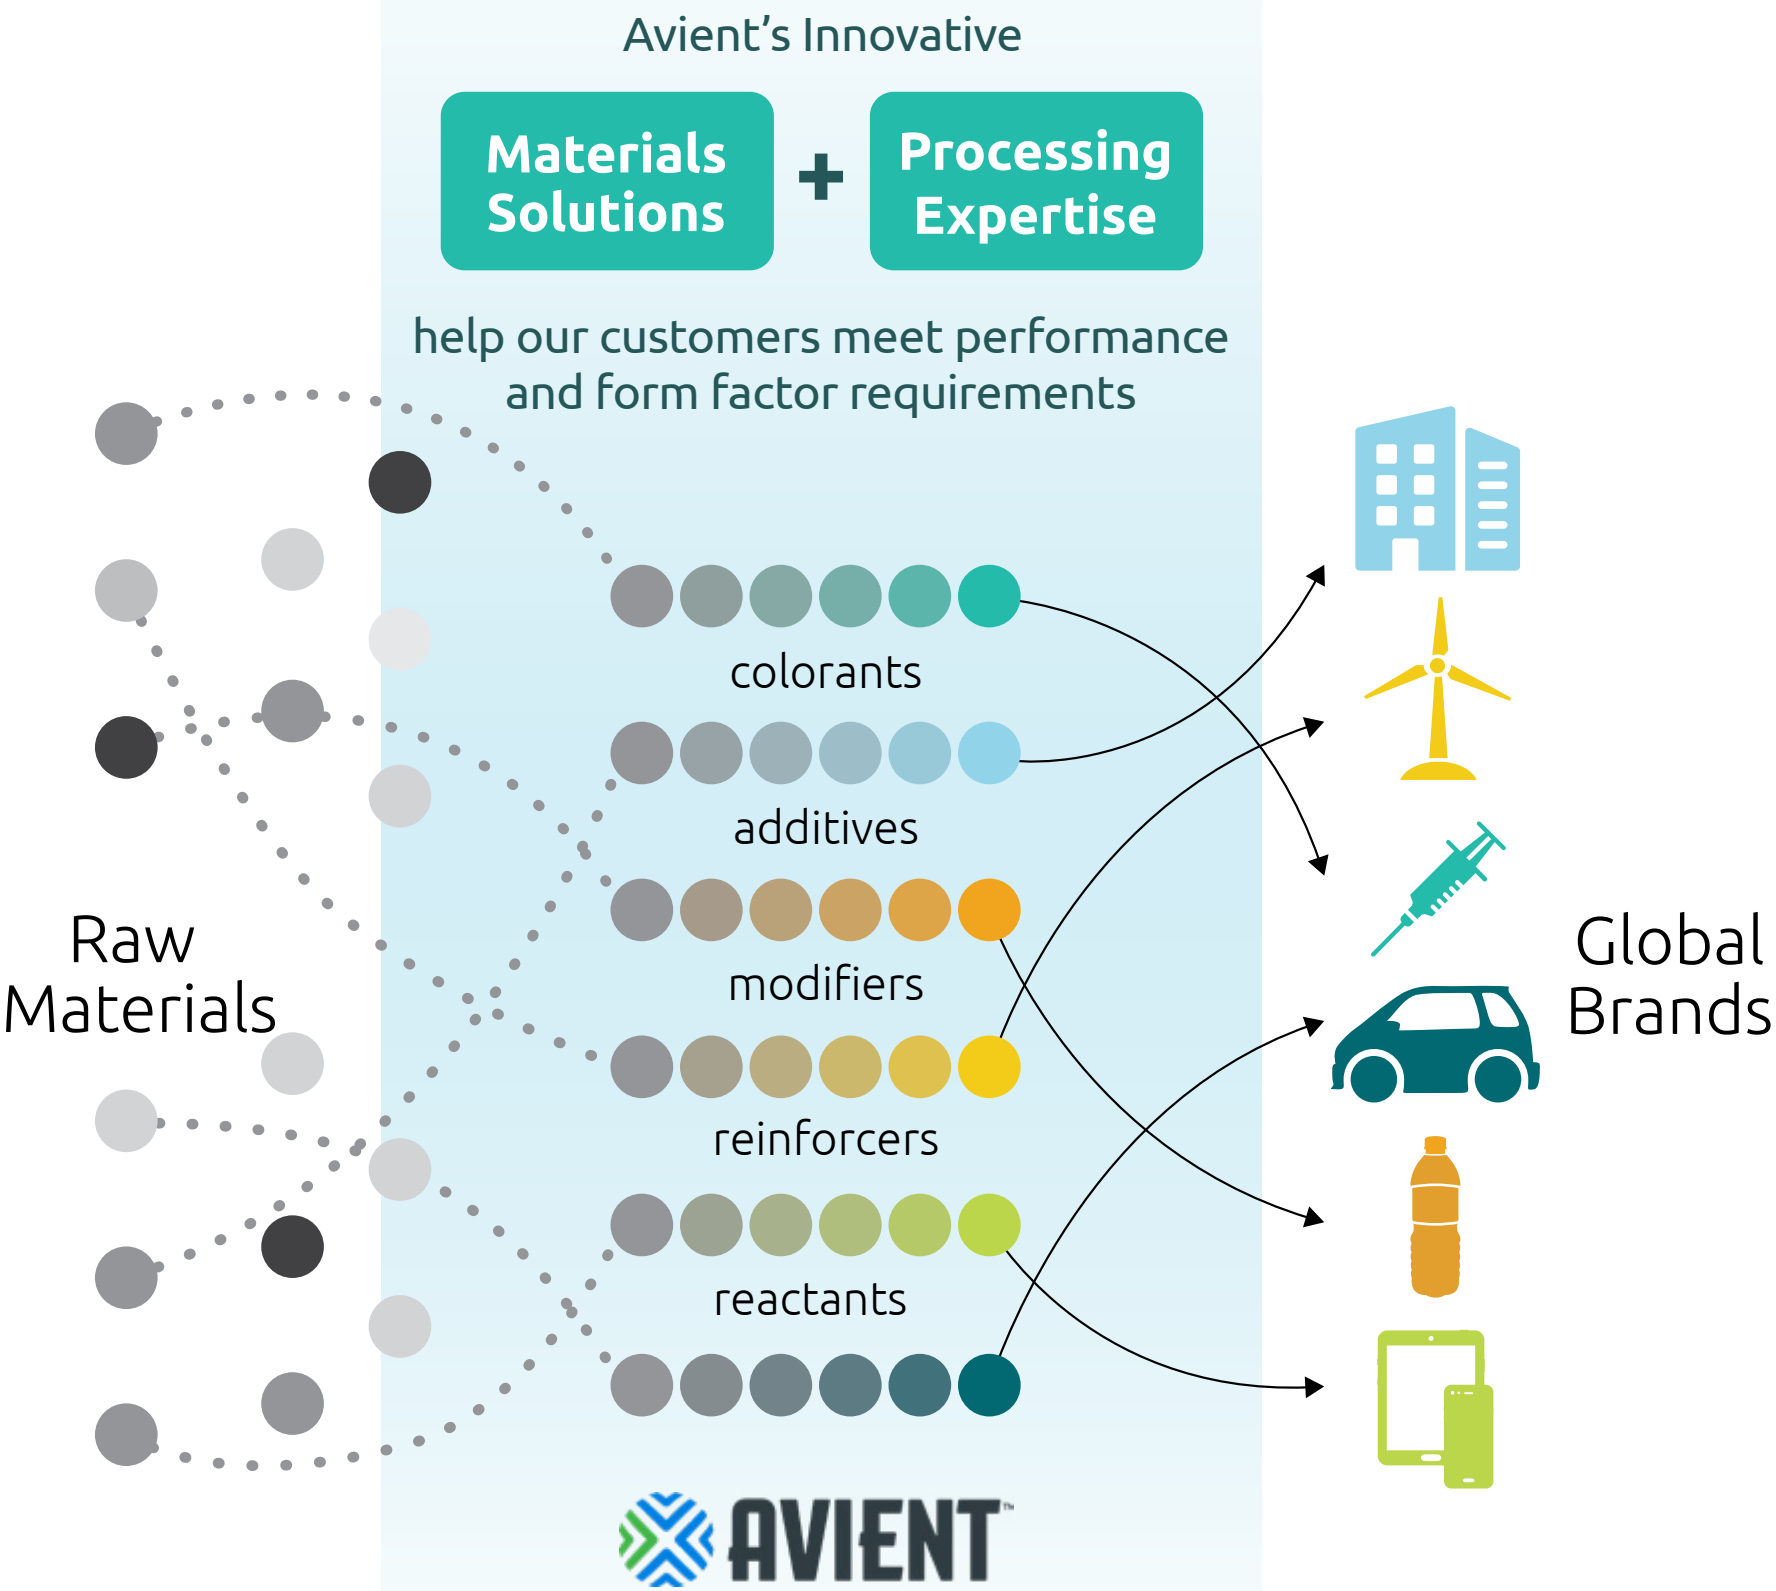 Avient’s Innovative
Materials
Solutions
+
Processing
Expertise
help our customers meet performance
and form factor requirements
Raw
Materials
colorants
additives
modifiers
reinforcers
reactants
Global
Brands
AVIENT™